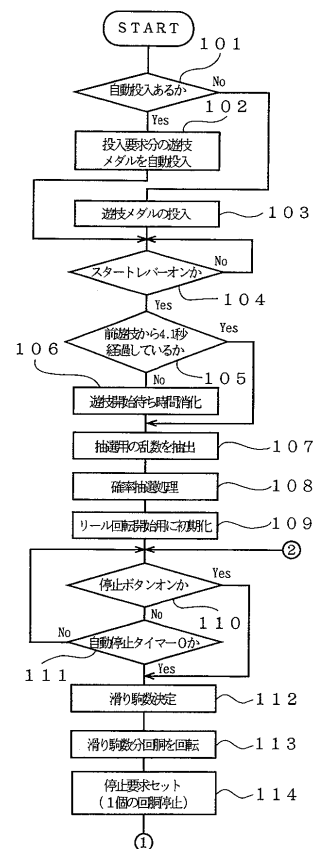 ＳＴＡＲＴ
１０１
自動投入あるか
No
Yes
１０２
投入要求分の遊技
メダルを自動投入
遊技メダルの投入
１０３
No
スタートレバーオンか
１０４
Yes
前遊技から4.1秒
経過しているか
Yes
１０６
１０５
No
遊技開始待ち時間消化
抽選用の乱数を抽出
１０７
確率抽選処理
１０８
リール回転開始用に初期化
１０９
②
停止ボタンオンか
Yes
１１０
No
No
自動停止タイマー０か
１１１
Yes
滑り駒数決定
１１２
滑り駒数分回胴を回転
１１３
停止要求セット
(１個の回胴停止)
１１４
①